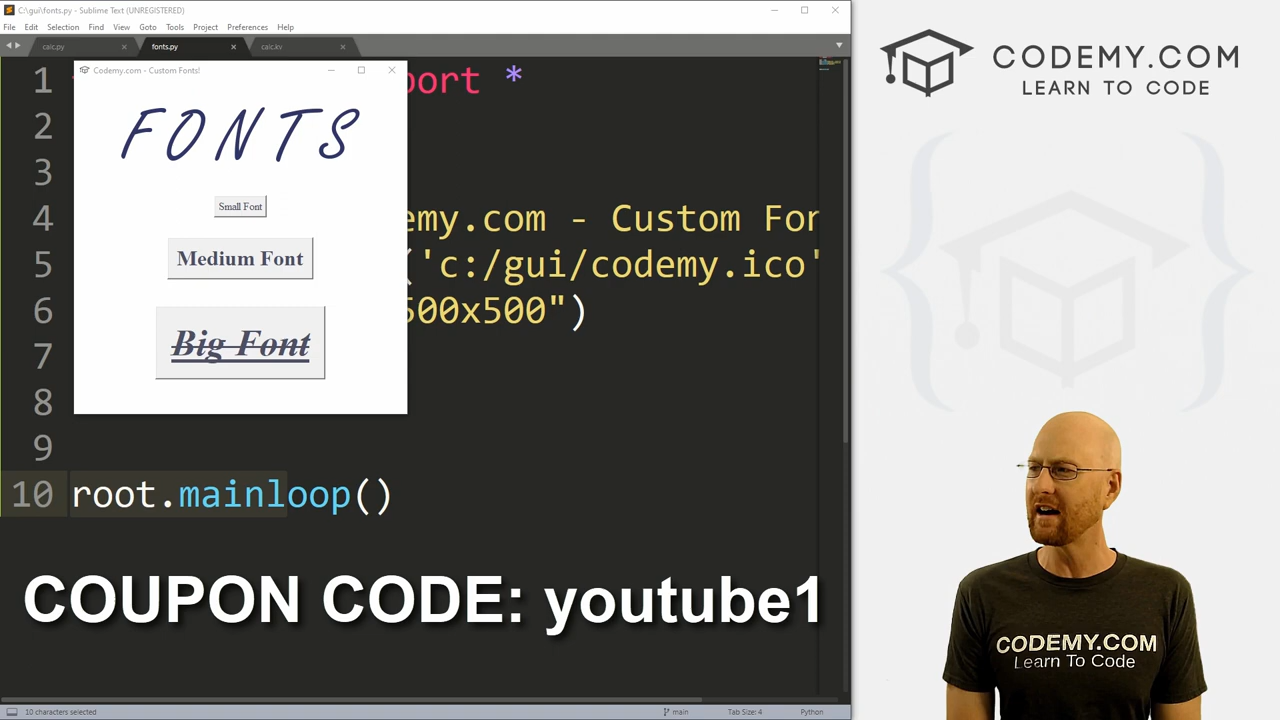 C:\gui\fonts.py - Sublime Text (UNREGISTERED)
File Edit Selection Find View Goto Tools Project Preferences Help
calc.py fonts.py calc.kv
Codemy.com - Custom Fonts!
FONTS
Small Font
Medium Font
Big Font
1 port *
2
3
4 emy.com - Custom For
5 ('c:/gui/codemy.ico'
6 500x500")
7
8
9
10 root.mainloop()
COUPON CODE: youtube1
10 characters selected
main
Tab Size: 4
Python
CODEMY.COM
LEARN TO CODE
CODEMY.COM
Learn To Code